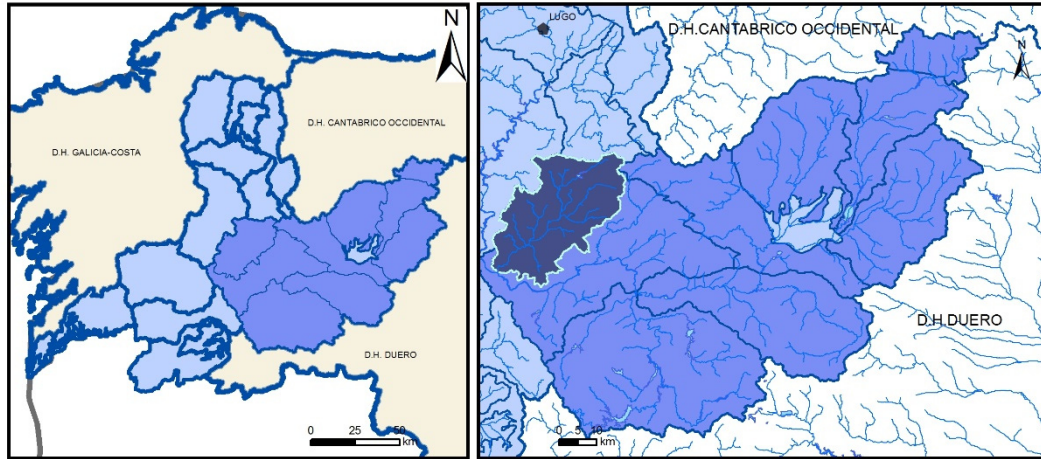 N
D.H. GALICIA-COSTA
D.H. CANTABRICO OCCIDENTAL
D.H. DUERO
0 25 50
km
LUGO
D.H.CANTABRICO OCCIDENTAL
N
D.H DUERO
0 5 10
km